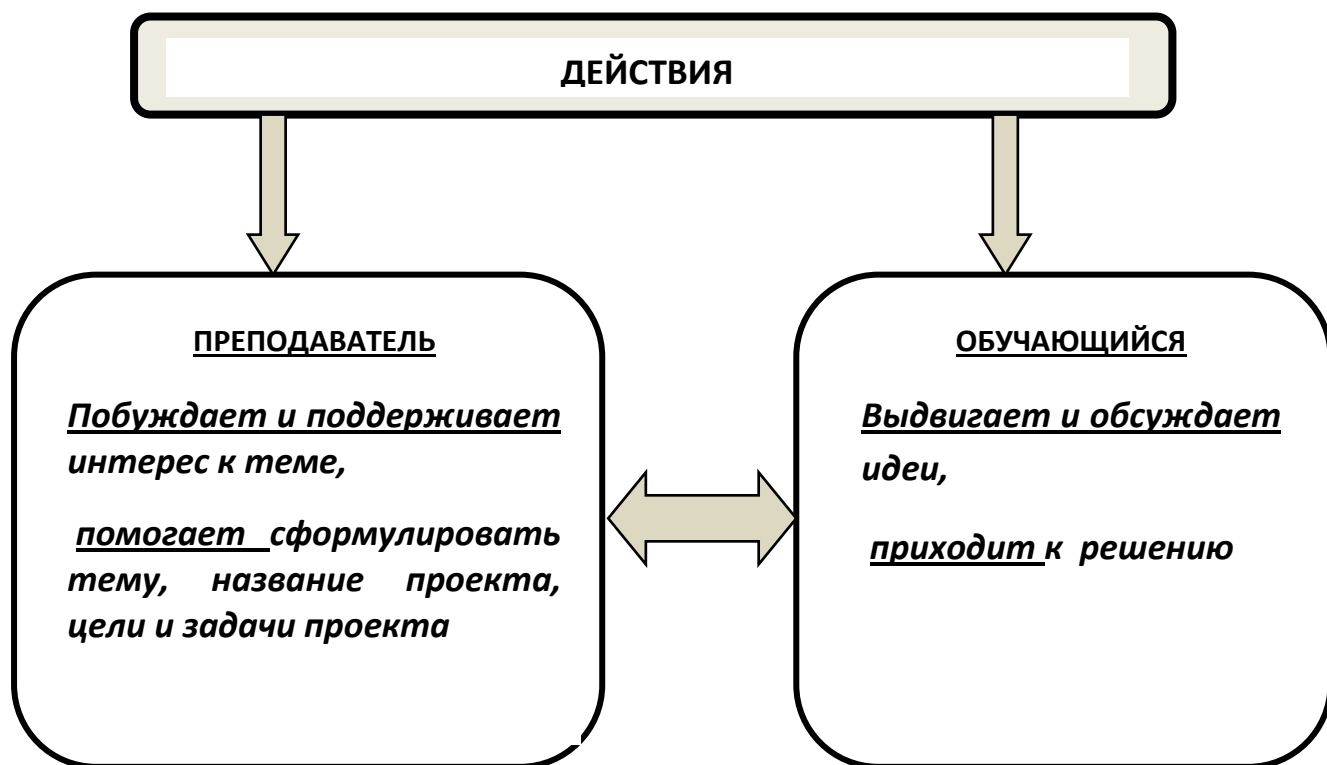 ДЕЙСТВИЯ
ПРЕПОДАВАТЕЛЬ
Побуждает и поддерживает
интерес к теме,
помогает сформулировать
тему, название проекта,
цели и задачи проекта
ОБУЧАЮЩИЙСЯ
Выдвигает и обсуждает
идеи,
приходит к решению